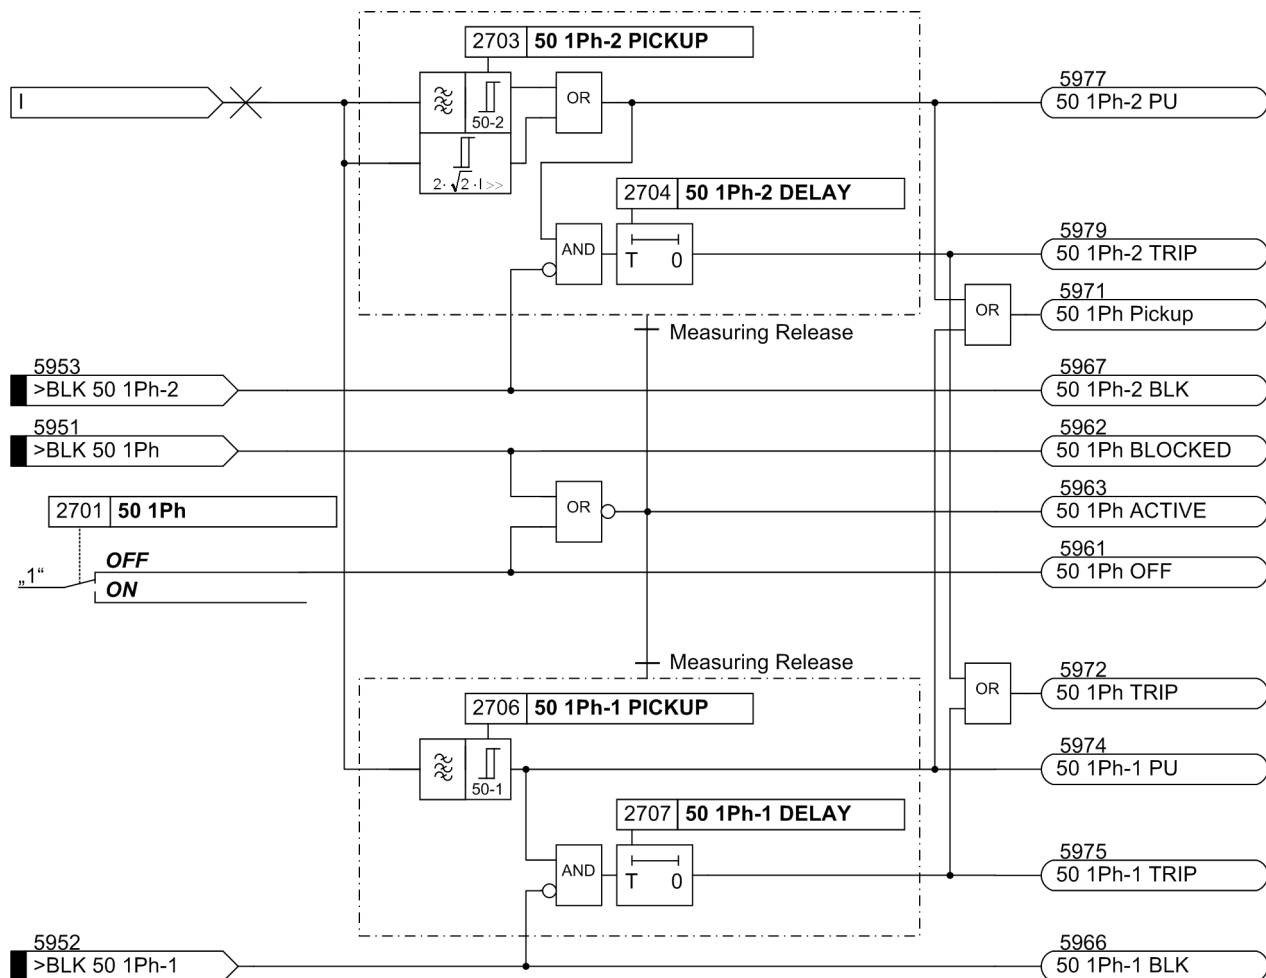 2703 50 1Ph-2 PICKUP
I
50-2
OR
5977
50 1Ph-2 PU
2· √2 ·I >>
2704 50 1Ph-2 DELAY
AND
T 0
5979
50 1Ph-2 TRIP
5971
OR
50 1Ph Pickup
Measuring Release
5953
>BLK 50 1Ph-2
5967
50 1Ph-2 BLK
5951
>BLK 50 1Ph
5962
50 1Ph BLOCKED
2701 50 1Ph
OR
5963
50 1Ph ACTIVE
„1“
OFF
ON
5961
50 1Ph OFF
Measuring Release
5972
OR
50 1Ph TRIP
2706 50 1Ph-1 PICKUP
50-1
5974
50 1Ph-1 PU
2707 50 1Ph-1 DELAY
AND
T 0
5975
50 1Ph-1 TRIP
5952
>BLK 50 1Ph-1
5966
50 1Ph-1 BLK